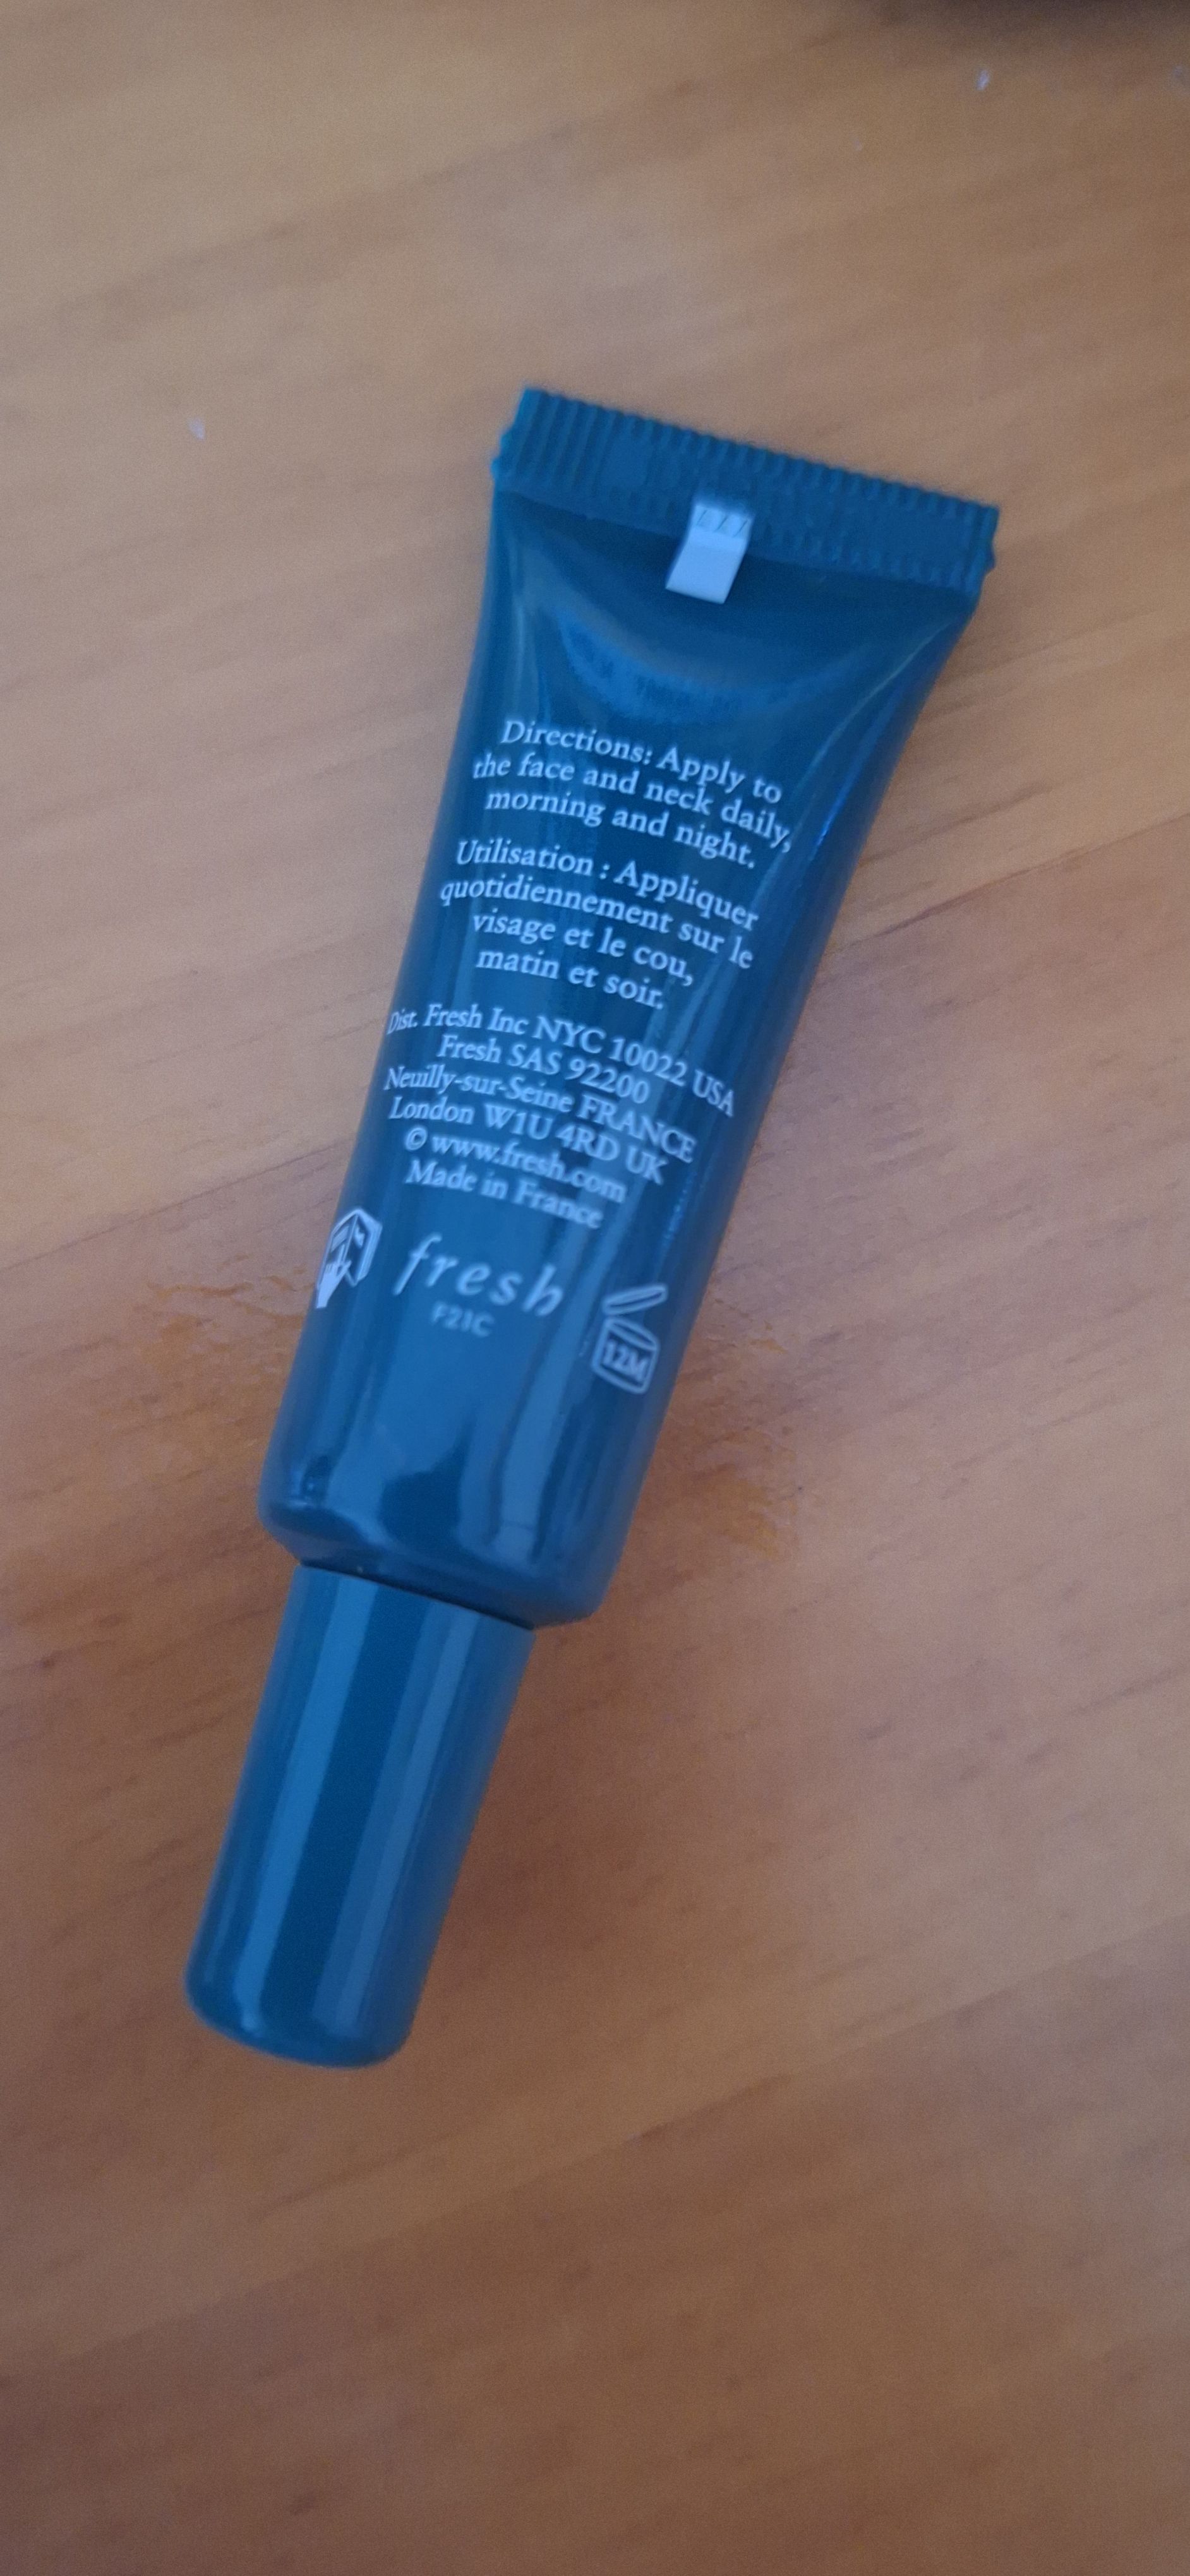 Directions: Apply to
the face and neck daily,
morning and night.
Utilisation : Appliquer
quotidiennement sur le
visage et le cou,
matin et soir.
Dist. Fresh Inc NYC 10022 USA
Fresh SAS 92200
Neuilly-sur-Seine FRANCE
London W1U 4RD UK
© www.fresh.com
Made in France
fresh
F21C
12M